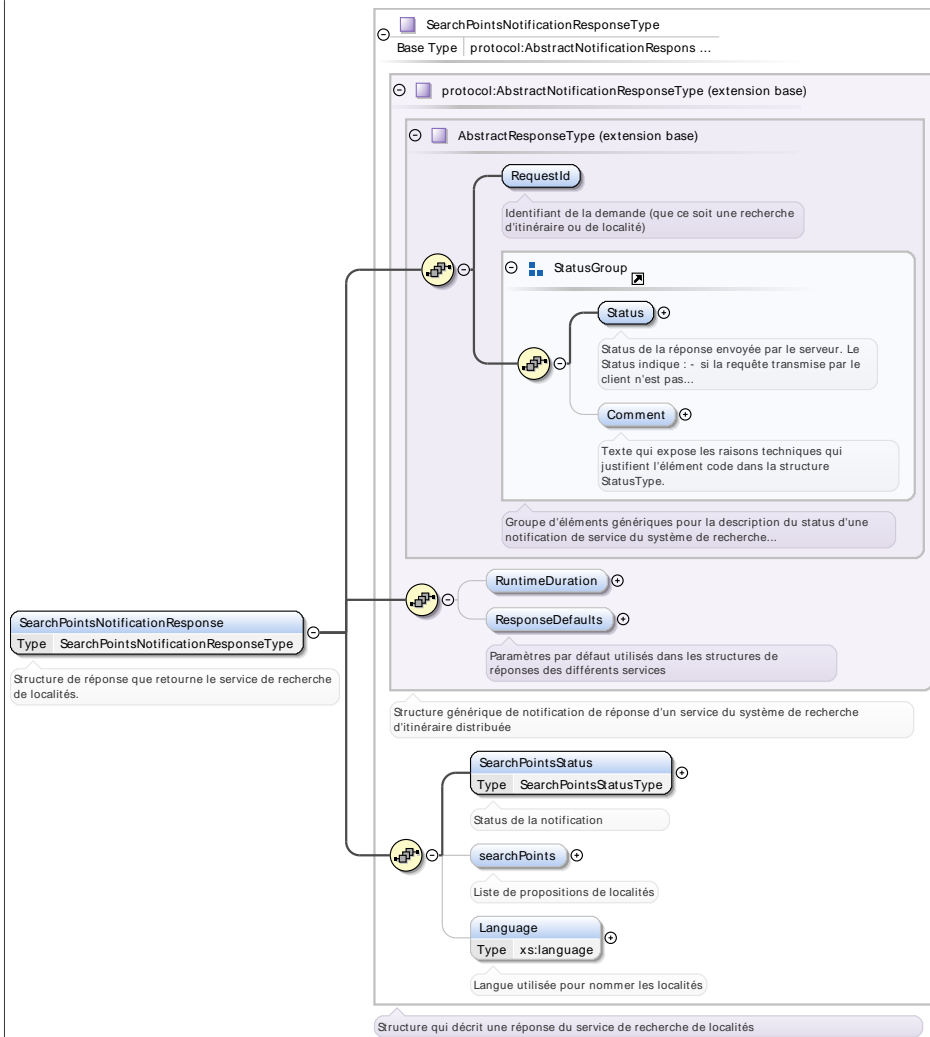 SearchPointsNotificationResponseType
Base Type protocol:AbstractNotificationRespons ...
protocol:AbstractNotificationResponseType (extension base)
AbstractResponseType (extension base)
RequestId
Identifiant de la demande (que ce soit une recherche
d'itinéraire ou de localité)
StatusGroup
Status
Status de la réponse envoyée par le serveur. Le
Status indique : - si la requête transmise par le
client n'est pas...
Comment
Texte qui expose les raisons techniques qui
justifient l'élément code dans la structure
StatusType.
Groupe d'éléments génériques pour la description du status d'une
notification de service du système de recherche...
RuntimeDuration
ResponseDefaults
Paramètres par défaut utilisés dans les structures de
réponses des différents services
SearchPointsNotificationResponse
Type SearchPointsNotificationResponseType
Structure de réponse que retourne le service de recherche
de localités.
Structure générique de notification de réponse d'un service du système de recherche
d'itinéraire distribuée
SearchPointsStatus
Type SearchPointsStatusType
Status de la notification
searchPoints
Liste de propositions de localités
Language
Type xs:language
Langue utilisée pour nommer les localités
Structure qui décrit une réponse du service de recherche de localités